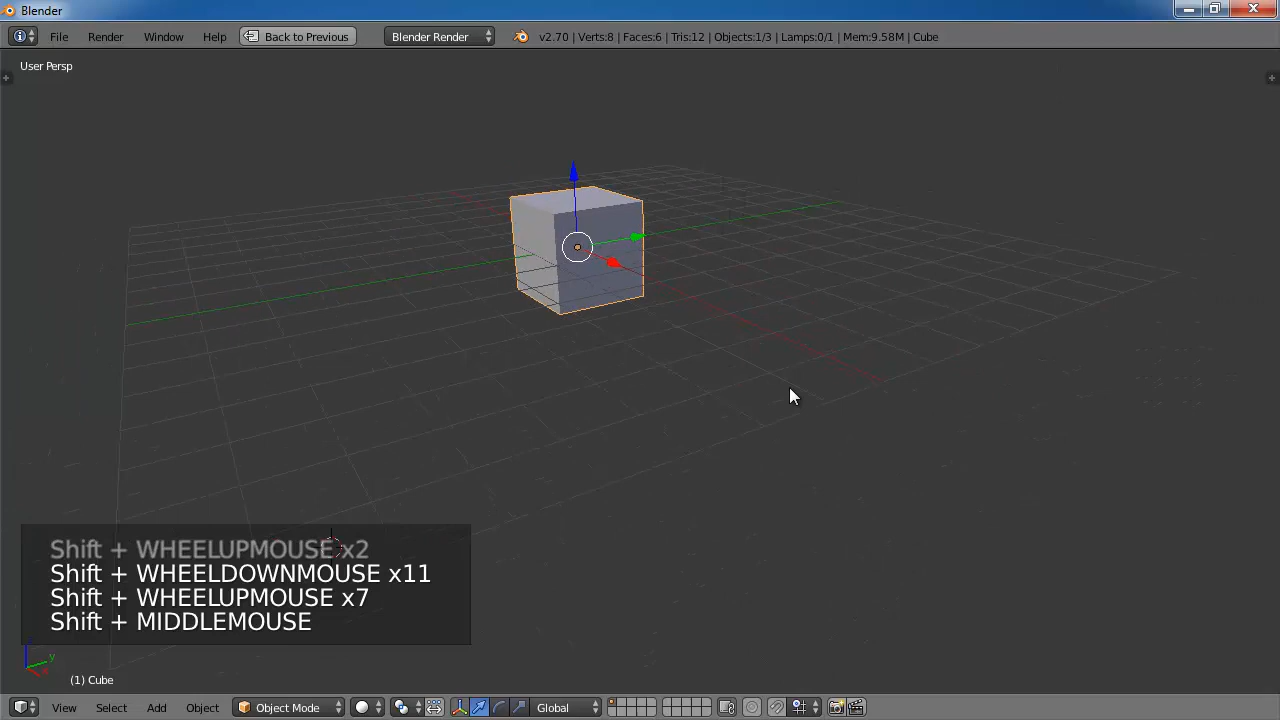 Blender
File Render Window Help Back to Previous Blender Render v2.70 | Verts:8 | Faces:6 | Tris:12 | Objects:1/3 | Lamps:0/1 | Mem:9.58M | Cube
User Persp
Shift + WHEELUPMOUSE x2
Shift + WHEELDOWNMOUSE x11
Shift + WHEELUPMOUSE x7
Shift + MIDDLEMOUSE
y
x
(1) Cube
View Select Add Object Object Mode Global